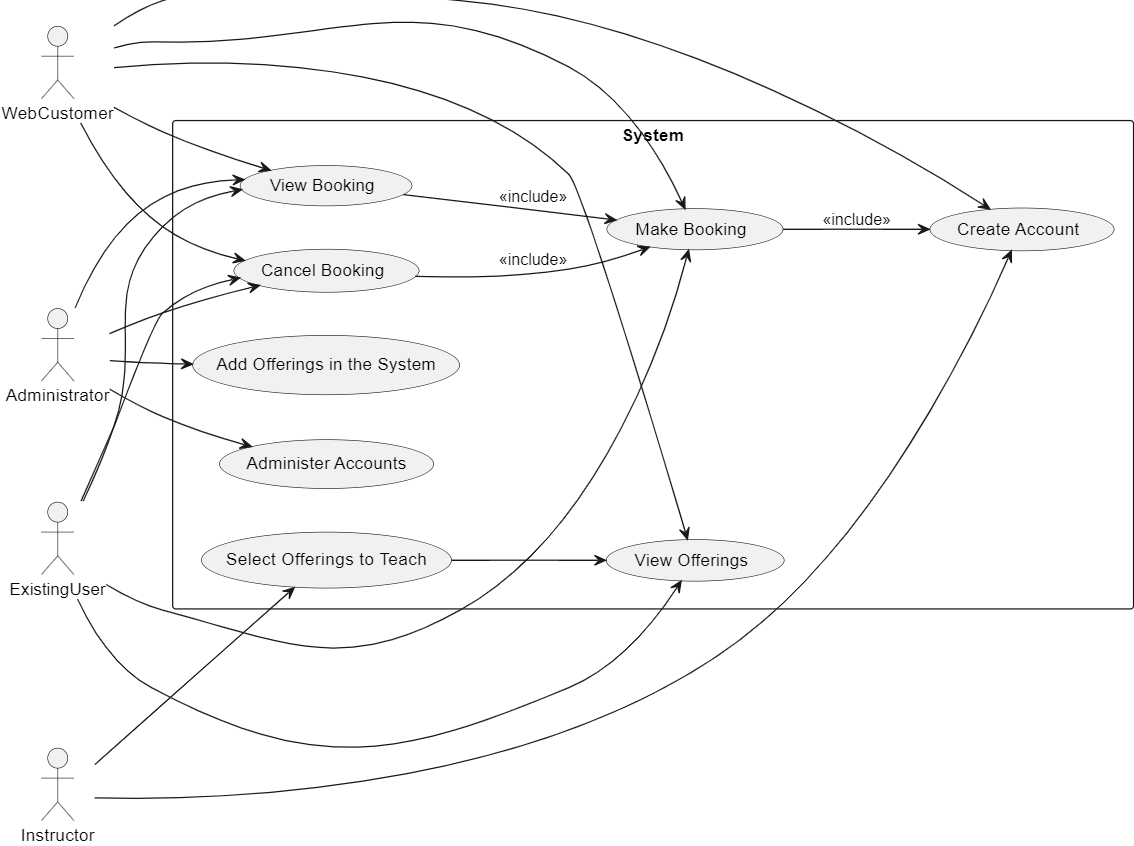 WebCustomer
System
View Booking
«include»
Make Booking
«include»
Create Account
Cancel Booking
«include»
Add Offerings in the System
Administrator
Administer Accounts
Select Offerings to Teach
View Offerings
ExistingUser
Instructor